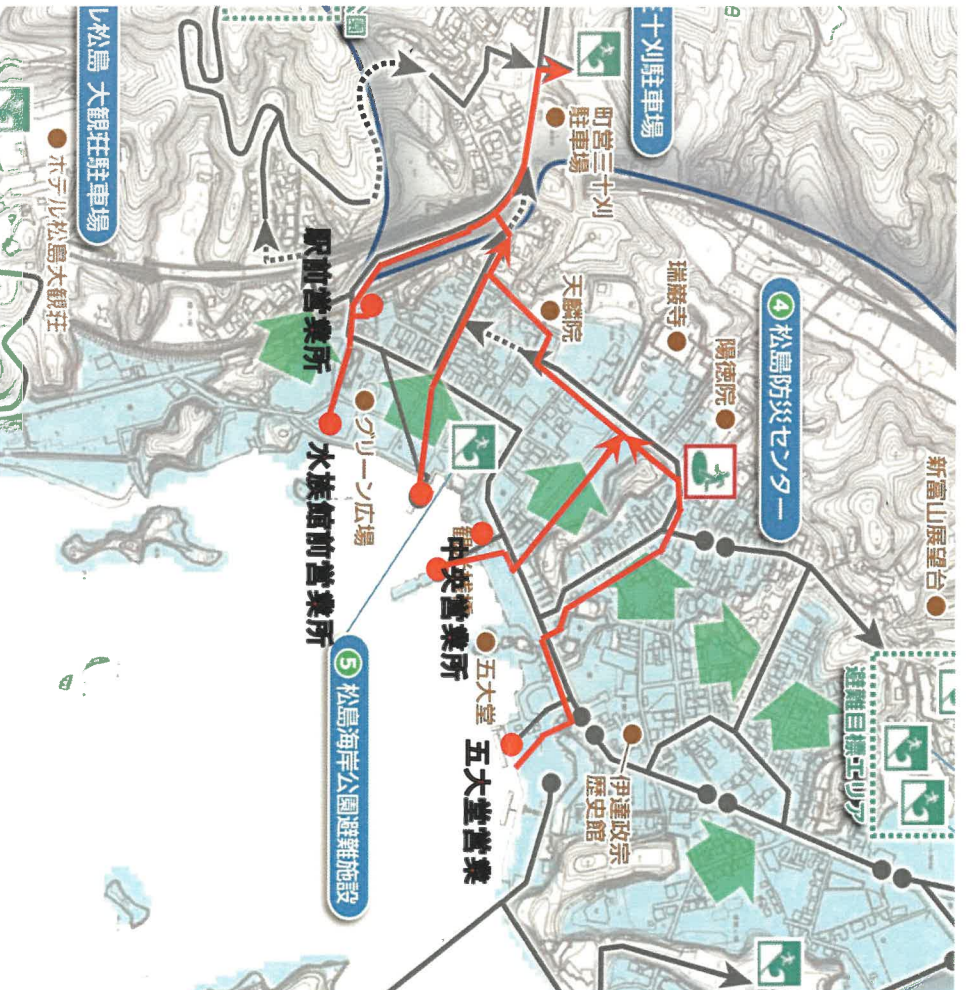 十刈駐車場
町営三十刈
駐車場
ル松島 大観荘駐車場
ホテル松島大観荘
園
駅前営業所
天麟院
瑞巌寺
陽徳院
④ 松島防災センター
新富山展望台
避難目標エリア
グリーン広場
水族館前営業所
中央営業所
五大堂
五大堂営業
伊達政宗
歴史館
⑤ 松島海岸公園避難施設